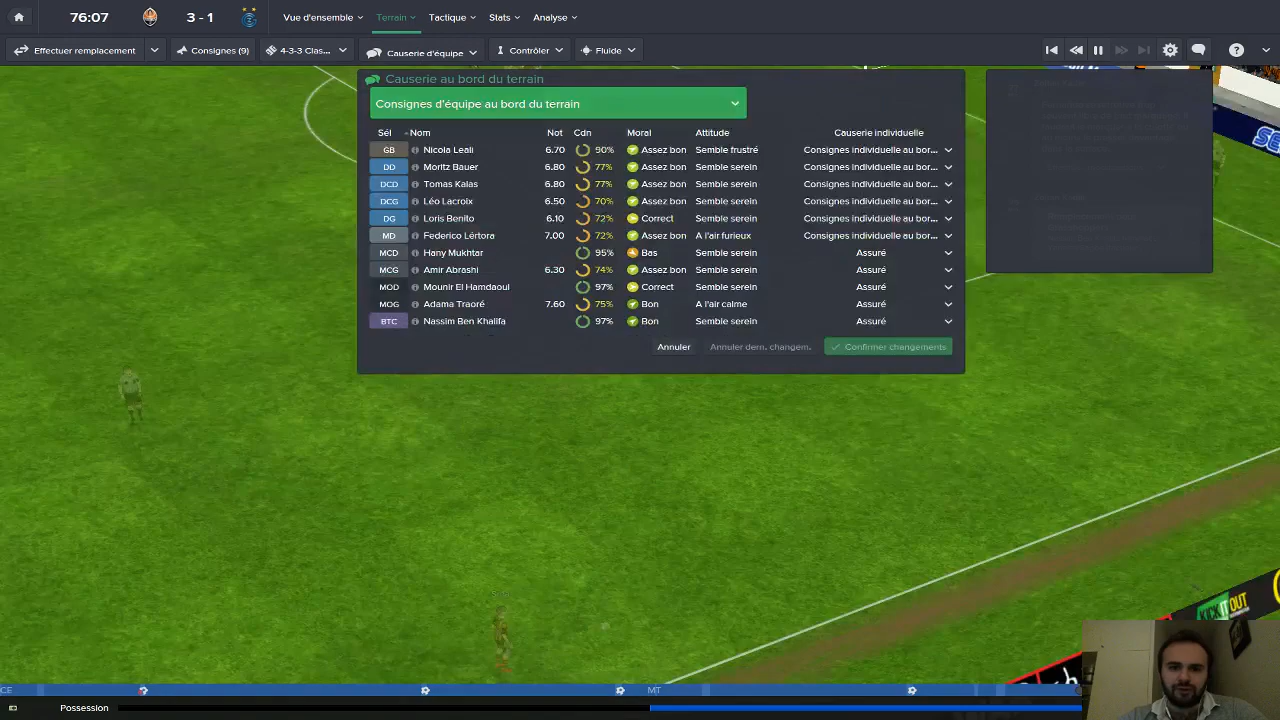 76:07 3 - 1 Vue d'ensemble Terrain Tactique Stats Analyse
Effectuer remplacement Consignes (9) 4-3-3 Clas... Causerie d'équipe Contrôler Fluide
Causerie au bord du terrain
Consignes d'équipe au bord du terrain
Sél Nom Not Cdn Moral Attitude Causerie individuelle
GB Nicola Leali 6.70 90% Assez bon Semble frustré Consignes individuelle au bor...
DD Moritz Bauer 6.80 77% Assez bon Semble serein Consignes individuelle au bor...
DCD Tomas Kalas 6.80 77% Assez bon Semble serein Consignes individuelle au bor...
DCG Léo Lacroix 6.50 70% Assez bon Semble serein Consignes individuelle au bor...
DG Loris Benito 6.10 72% Correct Semble serein Consignes individuelle au bor...
MD Federico Lértora 7.00 72% Assez bon A l'air furieux Consignes individuelle au bor...
MCD Hany Mukhtar 95% Bas Semble serein Assuré
MCG Amir Abrashi 6.30 74% Assez bon Semble serein Assuré
MOD Mounir El Hamdaoui 97% Correct Semble serein Assuré
MOG Adama Traoré 7.60 75% Bon A l'air calme Assuré
BTC Nassim Ben Khalifa 97% Bon Semble serein Assuré
Annuler Annuler dern. changem. Confirmer changements
KICK IT OUT
CE MT
Possession